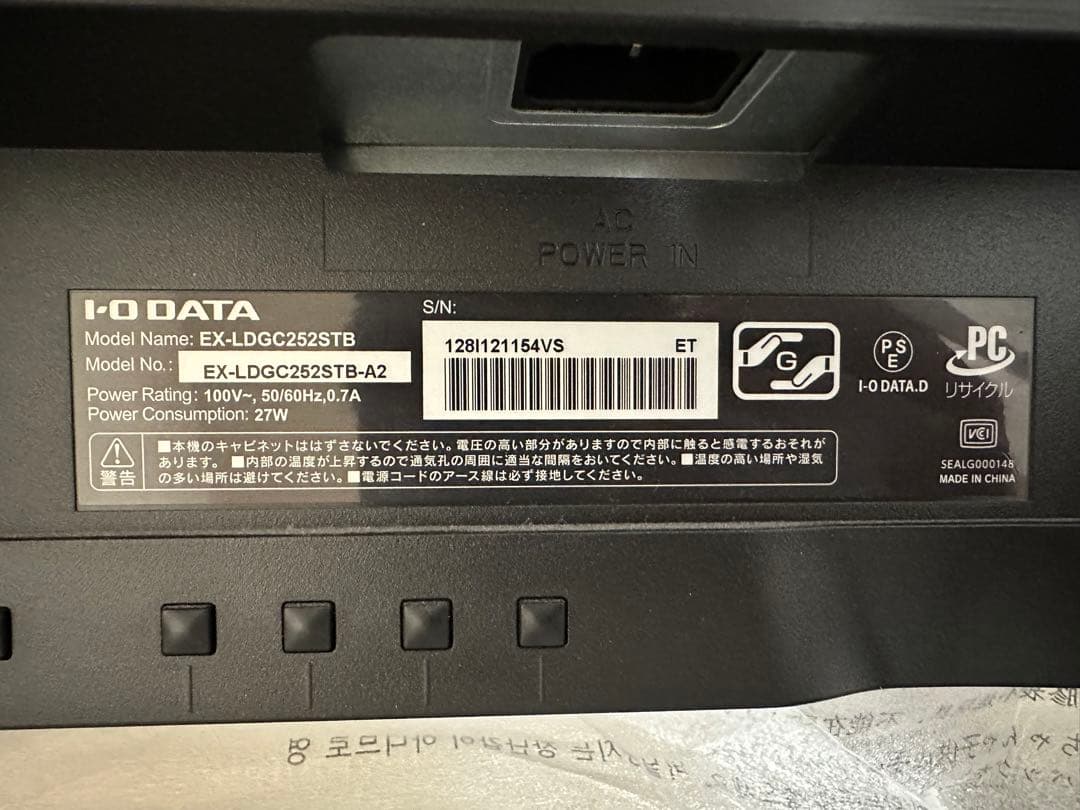 AC
POWER IN
I-O DATA
Model Name: EX-LDGC252STB
Model No.: EX-LDGC252STB-A2
Power Rating: 100V~, 50/60Hz,0.7A
Power Consumption: 27W
S/N:
128I121154VS ET
G
PS
E
I-O DATA.D
PC
リサイクル
警告
■本機のキャビネットははずさないでください。電圧の高い部分がありますので内部に触ると感電するおそれが
あります。 ■内部の温度が上昇するので通気孔の周囲に適当な間隔をおいてください。■温度の高い場所や湿気
の多い場所は避けてください。■電源コードのアース線は必ず接地してください。
VCI
SEALG000148
MADE IN CHINA